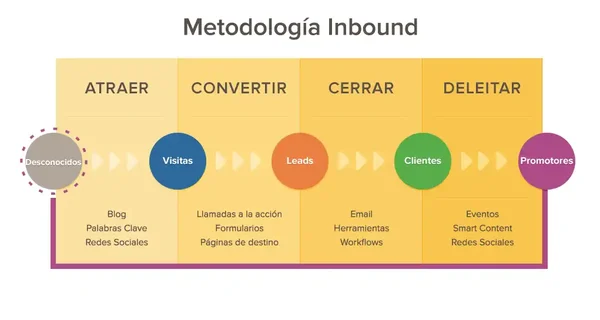 Metodología Inbound
ATRAER
CONVERTIR
CERRAR
DELEITAR
Desconocidos
Visitas
Leads
Clientes
Promotores
Blog
Palabras Clave
Redes Sociales
Llamadas a la acción
Formularios
Páginas de destino
Email
Herramientas
Workflows
Eventos
Smart Content
Redes Sociales